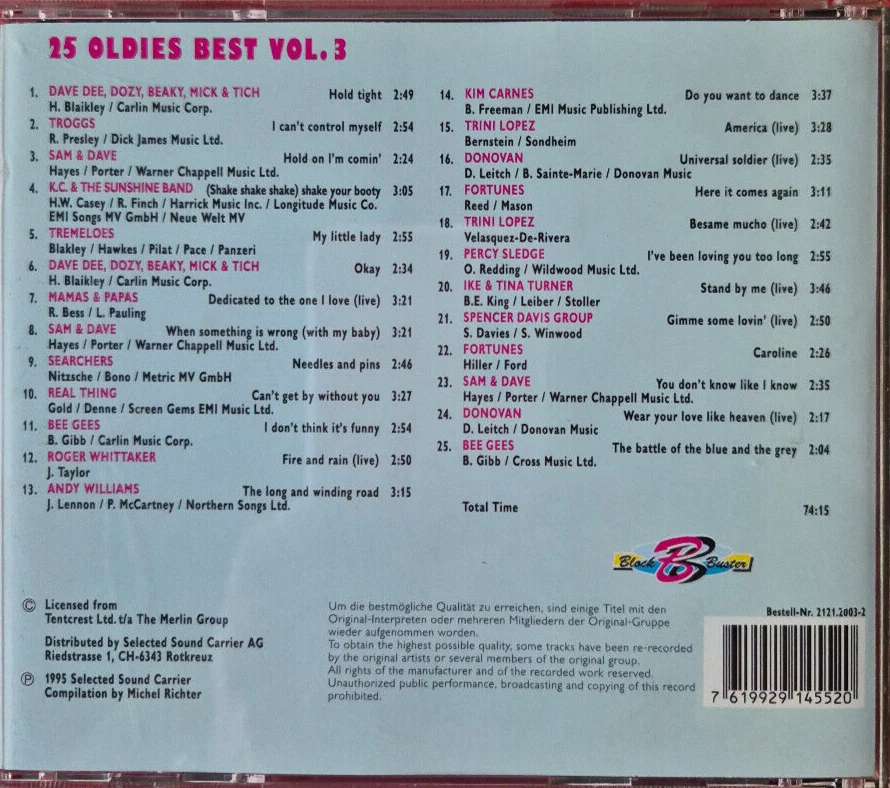 25 OLDIES BEST VOL. 3
1. DAVE DEE, DOZY, BEAKY, MICK & TICH Hold tight 2:49
H. Blaikley / Carlin Music Corp.
2. TROGGS I can't control myself 2:54
R. Presley / Dick James Music Ltd.
3. SAM & DAVE Hold on I'm comin' 2:24
Hayes / Porter / Warner Chappell Music Ltd.
4. K.C. & THE SUNSHINE BAND (Shake shake shake) shake your booty 3:05
H.W. Casey / R. Finch / Harrick Music Inc. / Longitude Music Co.
EMI Songs MV GmbH / Neue Welt MV
5. TREMELOES My little lady 2:55
Blakley / Hawkes / Pilat / Pace / Panzeri
6. DAVE DEE, DOZY, BEAKY, MICK & TICH Okay 2:34
H. Blaikley / Carlin Music Corp.
7. MAMAS & PAPAS Dedicated to the one I love (live) 3:21
R. Bess / L. Pauling
8. SAM & DAVE When something is wrong (with my baby) 3:21
Hayes / Porter / Warner Chappell Music Ltd.
9. SEARCHERS Needles and pins 2:46
Nitzsche / Bono / Metric MV GmbH
10. REAL THING Can't get by without you 3:27
Gold / Denne / Screen Gems EMI Music Ltd.
11. BEE GEES I don't think it's funny 2:54
B. Gibb / Carlin Music Corp.
12. ROGER WHITTAKER Fire and rain (live) 2:50
J. Taylor
13. ANDY WILLIAMS The long and winding road 3:15
J. Lennon / P. McCartney / Northern Songs Ltd.
14. KIM CARNES Do you want to dance 3:37
B. Freeman / EMI Music Publishing Ltd.
15. TRINI LOPEZ America (live) 3:28
Bernstein / Sondheim
16. DONOVAN Universal soldier (live) 2:35
D. Leitch / B. Sainte-Marie / Donovan Music
17. FORTUNES Here it comes again 3:11
Reed / Mason
18. TRINI LOPEZ Besame mucho (live) 2:42
Velasquez-De-Rivera
19. PERCY SLEDGE I've been loving you too long 2:55
O. Redding / Wildwood Music Ltd.
20. IKE & TINA TURNER Stand by me (live) 3:46
B.E. King / Leiber / Stoller
21. SPENCER DAVIS GROUP Gimme some lovin' (live) 2:50
S. Davies / S. Winwood
22. FORTUNES Caroline 2:26
Hiller / Ford
23. SAM & DAVE You don't know like I know 2:35
Hayes / Porter / Warner Chappell Music Ltd.
24. DONOVAN Wear your love like heaven (live) 2:17
D. Leitch / Donovan Music
25. BEE GEES The battle of the blue and the grey 2:04
B. Gibb / Cross Music Ltd.
Total Time 74:15
Block B Buster
© Licensed from
Tentcrest Ltd. t/a The Merlin Group
Distributed by Selected Sound Carrier AG
Riedstrasse 1, CH-6343 Rotkreuz
℗ 1995 Selected Sound Carrier
Compilation by Michel Richter
Um die bestmögliche Qualität zu erreichen, sind einige Titel mit den
Original-Interpreten oder mehreren Mitgliedern der Original-Gruppe
wieder aufgenommen worden.
To obtain the highest possible quality, some tracks have been re-recorded
by the original artists or several members of the original group.
All rights of the manufacturer and of the recorded work reserved.
Unauthorized public performance, broadcasting and copying of this record
prohibited.
Bestell-Nr. 2121.2003-2
7 619929 145520